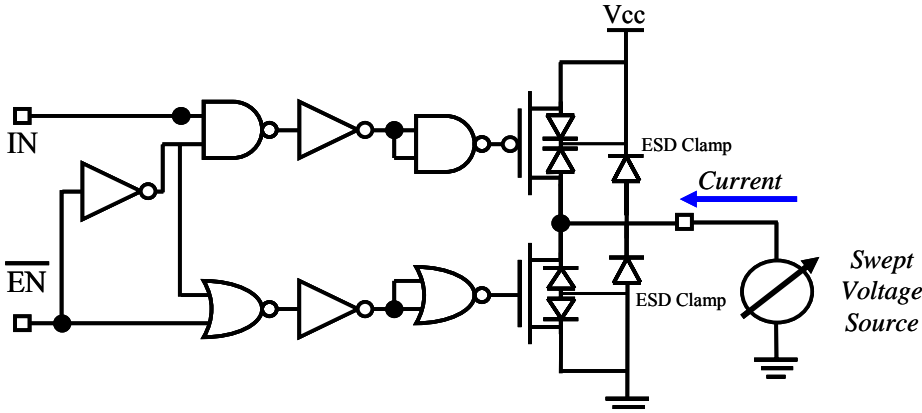 Vcc
IN
ESD Clamp
Current
EN
ESD Clamp
Swept
Voltage
Source